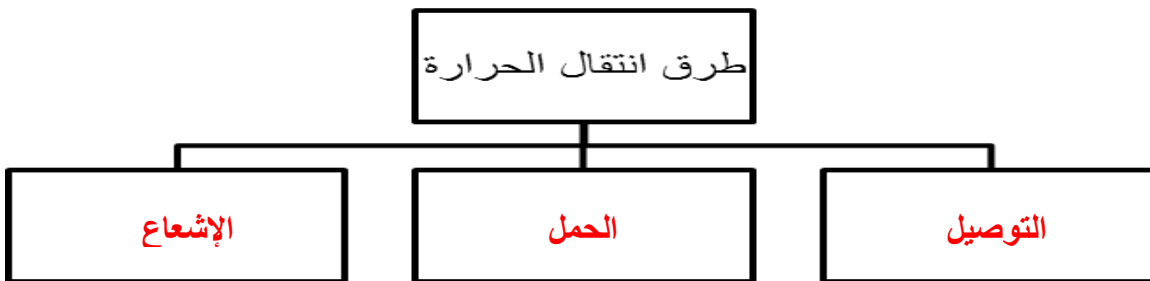 طرق انتقال الحرارة
التوصيل
الحمل
الإشعاع